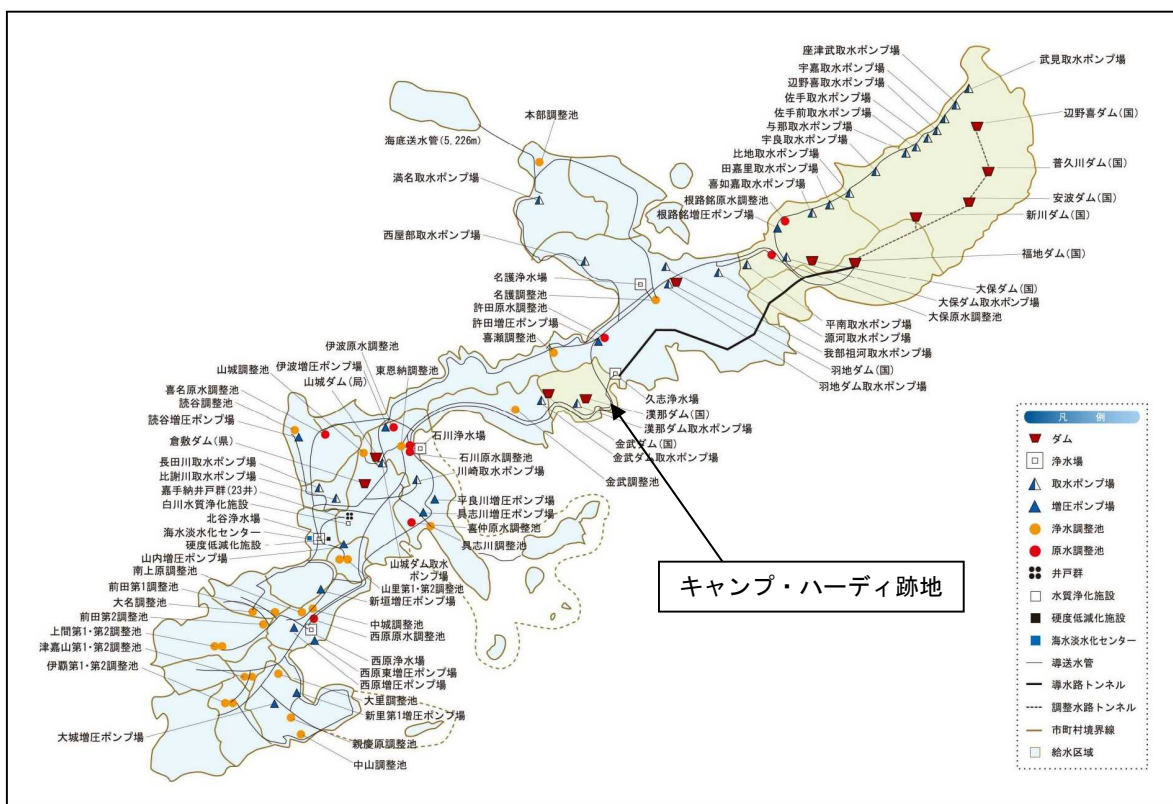 座津武取水ポンプ場
宇嘉取水ポンプ場
辺野喜取水ポンプ場
佐手取水ポンプ場
佐手前取水ポンプ場
与那取水ポンプ場
宇良取水ポンプ場
比地取水ポンプ場
田嘉里取水ポンプ場
喜如嘉取水ポンプ場
根路銘原水調整池
根路銘増圧ポンプ場
武見取水ポンプ場
辺野喜ダム(国)
普久川ダム(国)
安波ダム(国)
新川ダム(国)
福地ダム(国)
大保ダム(国)
大保ダム取水ポンプ場
大保原水調整池
平南取水ポンプ場
源河取水ポンプ場
我部祖河取水ポンプ場
羽地ダム(国)
羽地ダム取水ポンプ場
本部調整池
海底送水管(5,226m)
満名取水ポンプ場
西屋部取水ポンプ場
名護浄水場
名護調整池
許田原水調整池
許田増圧ポンプ場
喜瀬調整池
久志浄水場
漢那ダム(国)
漢那ダム取水ポンプ場
金武ダム(国)
金武ダム取水ポンプ場
金武調整池
伊波原水調整池
伊波増圧ポンプ場
東恩納調整池
山城調整池
山城ダム(局)
喜名原水調整池
読谷調整池
読谷増圧ポンプ場
倉敷ダム(県)
長田川取水ポンプ場
比謝川取水ポンプ場
嘉手納井戸群(23井)
白川水質浄化施設
北谷浄水場
海水淡水化センター
硬度低減化施設
山内増圧ポンプ場
南上原調整池
前田第1調整池
大名調整池
前田第2調整池
上間第1・第2調整池
津嘉山第1・第2調整池
伊覇第1・第2調整池
大城増圧ポンプ場
石川浄水場
石川原水調整池
川崎取水ポンプ場
平良川増圧ポンプ場
具志川増圧ポンプ場
喜仲原水調整池
具志川調整池
山城ダム取水
ポンプ場
山里第1・第2調整池
新垣増圧ポンプ場
中城調整池
西原原水調整池
西原浄水場
西原東増圧ポンプ場
西原増圧ポンプ場
大里調整池
新里第1増圧ポンプ場
親慶原調整池
中山調整池
キャンプ・ハーディ跡地
凡 例
ダム
浄水場
取水ポンプ場
増圧ポンプ場
浄水調整池
原水調整池
井戸群
水質浄化施設
硬度低減化施設
海水淡水化センター
導送水管
導水路トンネル
調整水路トンネル
市町村境界線
給水区域